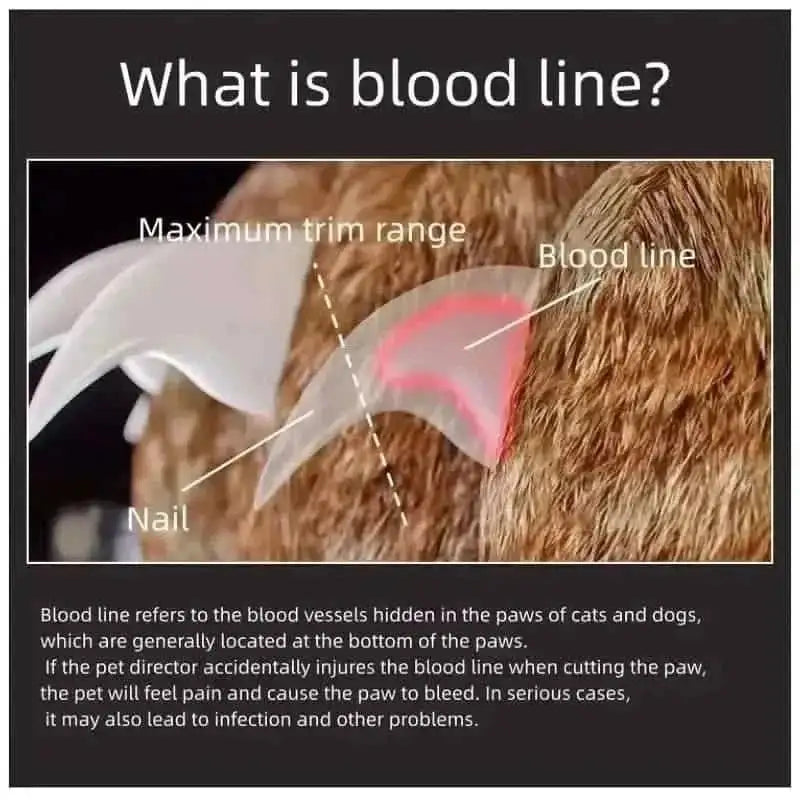 What is blood line?
Maximum trim range
Blood line
Nail
Blood line refers to the blood vessels hidden in the paws of cats and dogs,
which are generally located at the bottom of the paws.
If the pet director accidentally injures the blood line when cutting the paw,
the pet will feel pain and cause the paw to bleed. In serious cases,
it may also lead to infection and other problems.